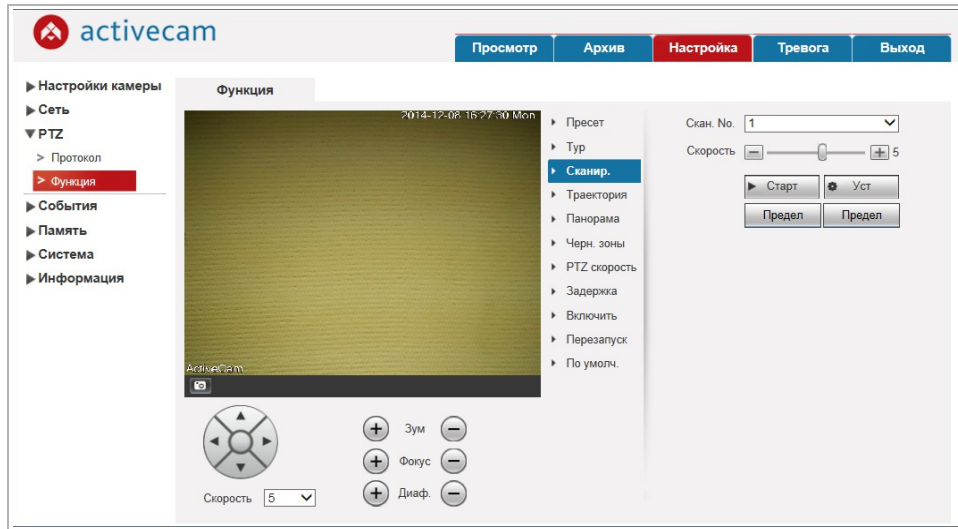 activecam
Просмотр Архив Настройка Тревога Выход
Настройки камеры
Сеть
PTZ
> Протокол
> Функция
События
Память
Система
Информация
Функция
2014-12-08 16:27:30 Mon
ActiveCam
Скорость 5
Зум
Фокус
Диаф.
Пресет
Тур
Сканир.
Траектория
Панорама
Черн. зоны
PTZ скорость
Задержка
Включить
Перезапуск
По умолч.
Скан. No. 1
Скорость 5
Старт Уст
Предел Предел